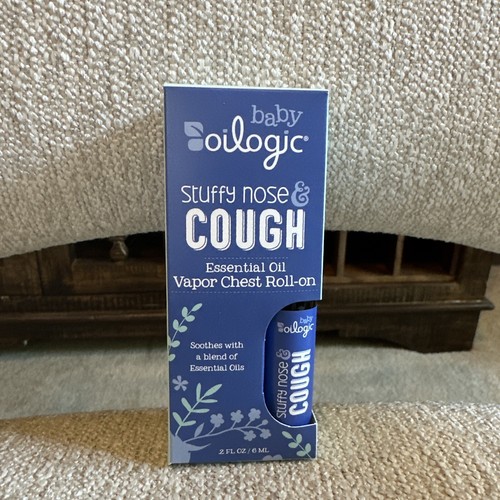 baby
oilogic®
stuffy nose &
COUGH
Essential Oil
Vapor Chest Roll-on
Soothes with
a blend of
Essential Oils
baby
oilogic
stuffy nose &
COUGH
.2 FL OZ / 6 ML